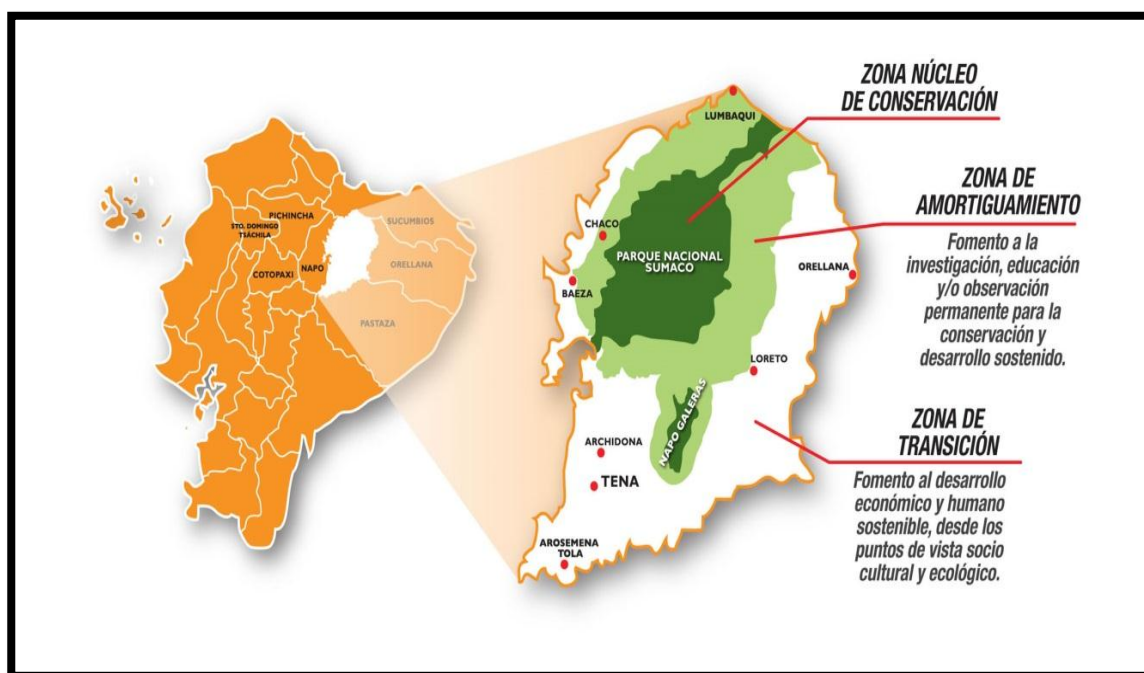 PICHINCHA
STO. DOMINGO
TSÁCHILA
COTOPAXI
NAPO
SUCUMBIOS
ORELLANA
PASTAZA
LUMBAQUI
CHACO
PARQUE NACIONAL
SUMACO
BAEZA
ORELLANA
LORETO
NAPO GALERAS
ARCHIDONA
TENA
AROSEMENA
TOLA
ZONA NÚCLEO
DE CONSERVACIÓN
ZONA DE
AMORTIGUAMIENTO
Fomento a la
investigación, educación
y/o observación
permanente para la
conservación y
desarrollo sostenido.
ZONA DE
TRANSICIÓN
Fomento al desarrollo
económico y humano
sostenible, desde los
puntos de vista socio
cultural y ecológico.